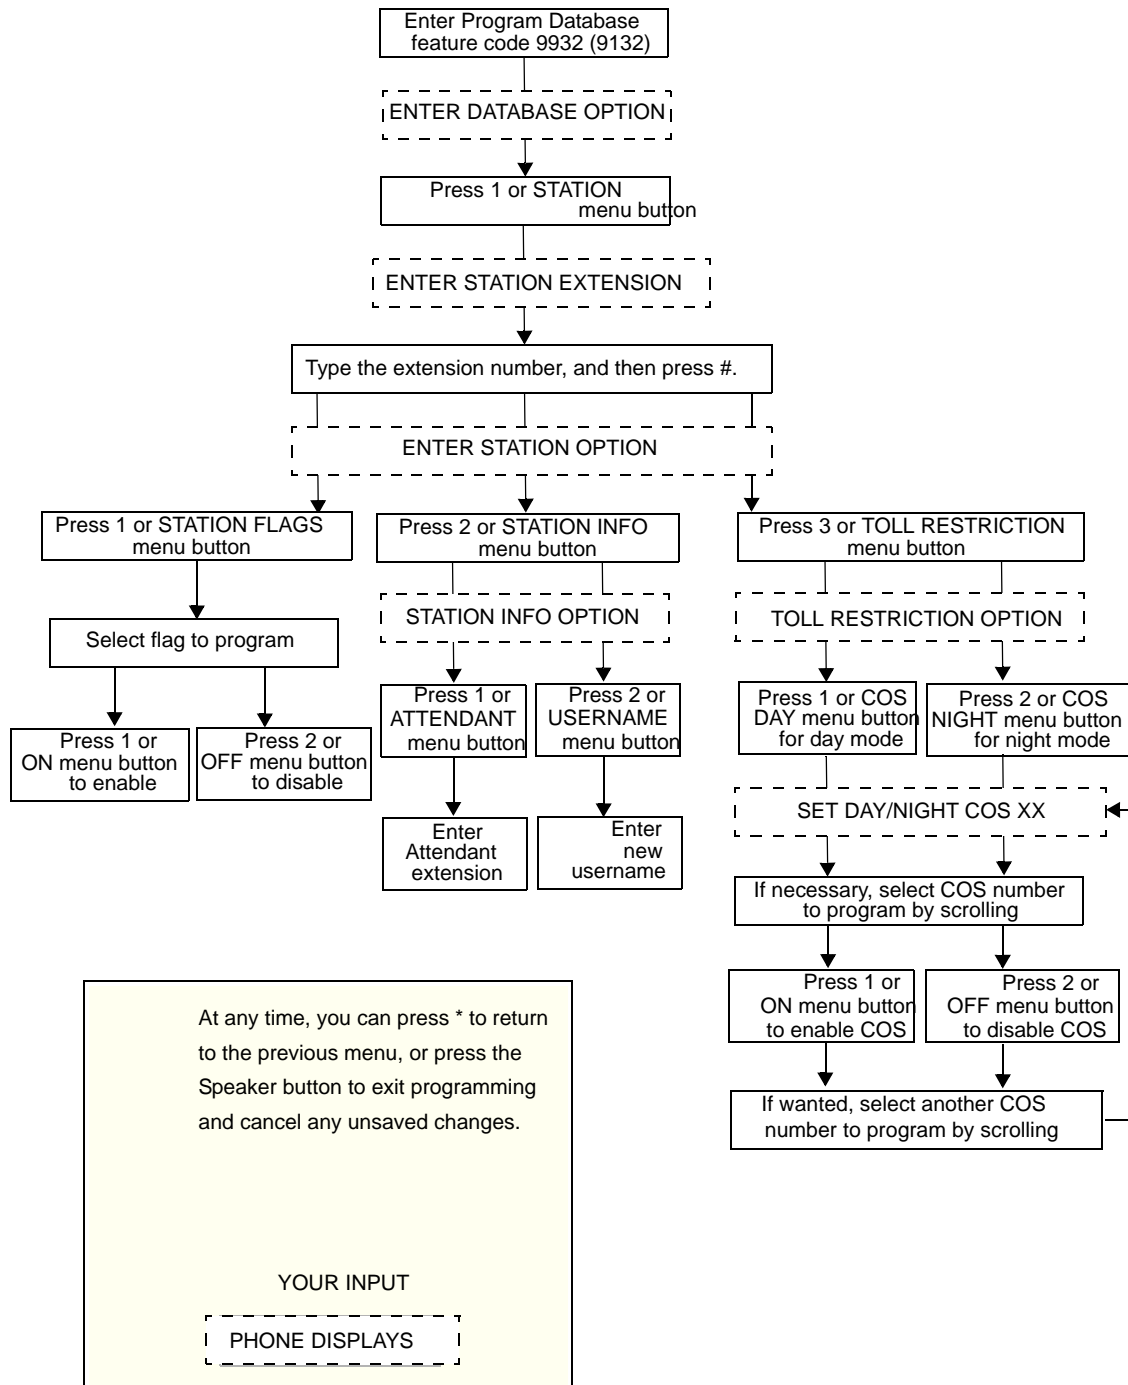 Enter Program Database
feature code 9932 (9132)
ENTER DATABASE OPTION
Press 1 or STATION
menu button
ENTER STATION EXTENSION
Type the extension number, and then press #.
ENTER STATION OPTION
Press 1 or STATION FLAGS
menu button
Press 2 or STATION INFO
menu button
Press 3 or TOLL RESTRICTION
menu button
Select flag to program
STATION INFO OPTION
TOLL RESTRICTION OPTION
Press 1 or
ON menu button
to enable
Press 2 or
OFF menu button
to disable
Press 1 or
ATTENDANT
menu button
Press 2 or
USERNAME
menu button
Press 1 or COS
DAY menu button
for day mode
Press 2 or COS
NIGHT menu button
for night mode
Enter
Attendant
extension
Enter
new
username
SET DAY/NIGHT COS XX
If necessary, select COS number
to program by scrolling
Press 1 or
ON menu button
to enable COS
Press 2 or
OFF menu button
to disable COS
If wanted, select another COS
number to program by scrolling
At any time, you can press * to return
to the previous menu, or press the
Speaker button to exit programming
and cancel any unsaved changes.
YOUR INPUT
PHONE DISPLAYS